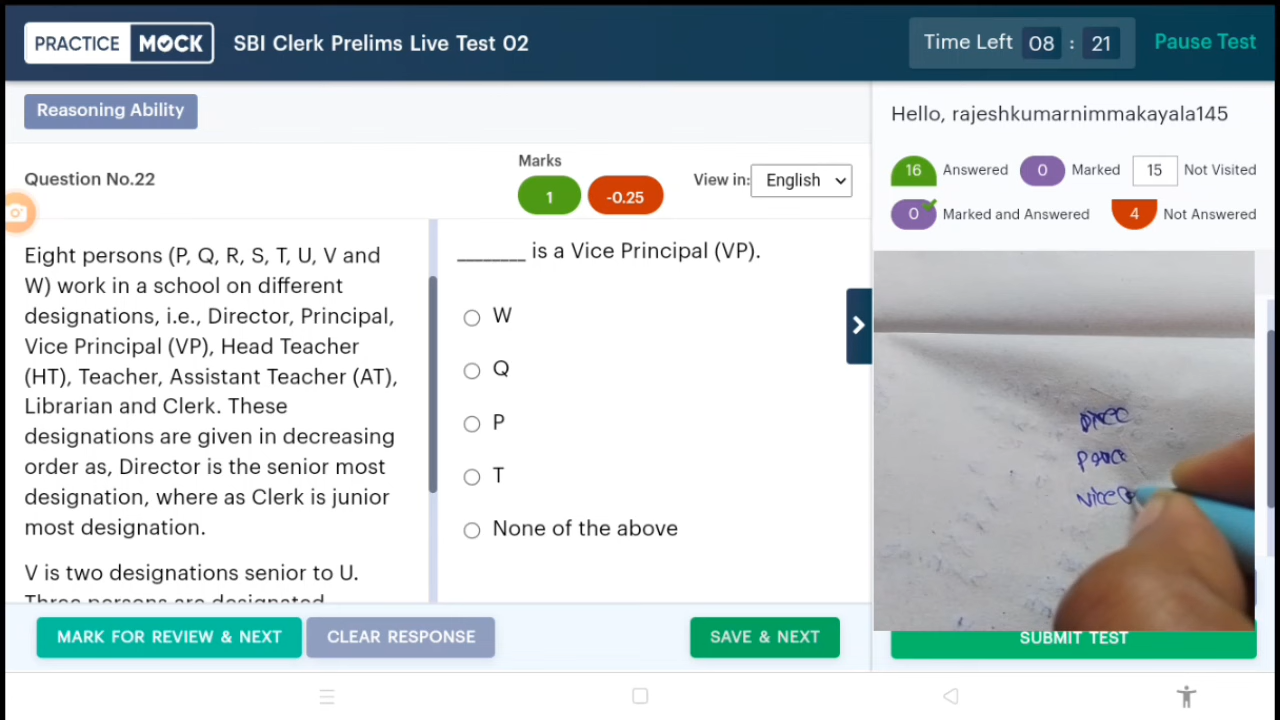 PRACTICE MOCK
SBI Clerk Prelims Live Test 02
Time Left 08 : 21
Pause Test
Reasoning Ability
Hello, rajeshkumarnimmakayala145
Question No.22
Marks
1 -0.25
View in: English
16 Answered 0 Marked 15 Not Visited
0 Marked and Answered 4 Not Answered
Eight persons (P, Q, R, S, T, U, V and
W) work in a school on different
designations, i.e., Director, Principal,
Vice Principal (VP), Head Teacher
(HT), Teacher, Assistant Teacher (AT),
Librarian and Clerk. These
designations are given in decreasing
order as, Director is the senior most
designation, where as Clerk is junior
most designation.
V is two designations senior to U.
Three persons are designated
_______ is a Vice Principal (VP).
W
Q
P
T
None of the above
MARK FOR REVIEW & NEXT
CLEAR RESPONSE
SAVE & NEXT
SUBMIT TEST